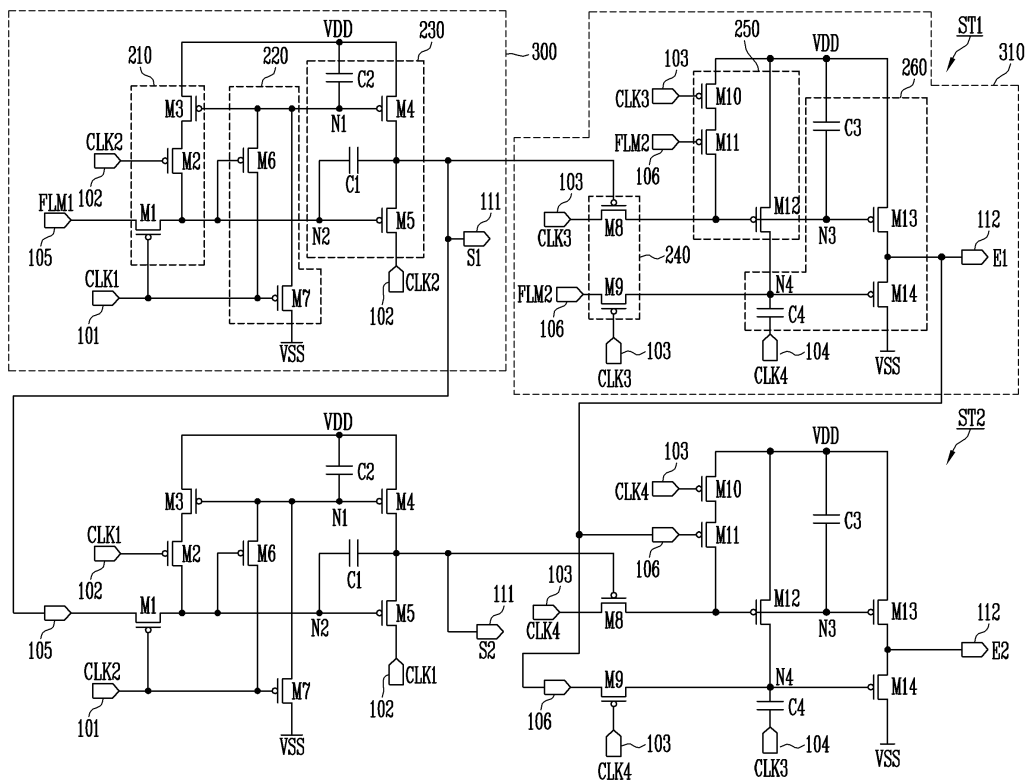 210
220
VDD
230
300
103
250
VDD
ST1
260
310
M3
C2
M4
N1
CLK3
M10
C3
CLK2
102
M2
M6
C1
FLM2
106
M11
FLM1
105
M1
N2
M5
111
S1
103
CLK3
M8
M12
N3
M13
112
E1
CLK1
101
M7
VSS
102
CLK2
240
FLM2
106
M9
N4
M14
C4
103
CLK3
104
CLK4
VSS
ST2
VDD
103
VDD
M3
C2
M4
N1
CLK4
M10
C3
CLK1
102
M2
M6
C1
106
M11
105
M1
N2
M5
111
S2
103
CLK4
M8
M12
N3
M13
112
E2
CLK2
101
M7
VSS
102
CLK1
106
M9
N4
M14
C4
103
CLK4
104
CLK3
VSS